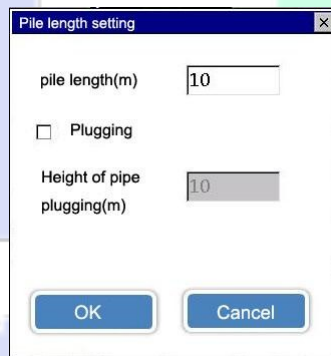 Pile length setting
pile length(m) 10
Plugging
Height of pipe
plugging(m) 10
OK Cancel